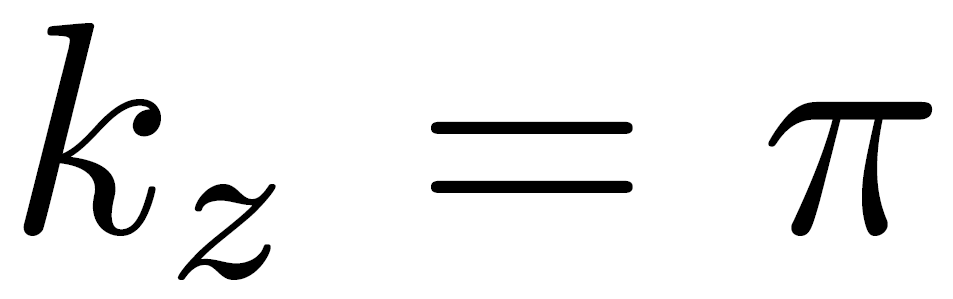 k_z = π